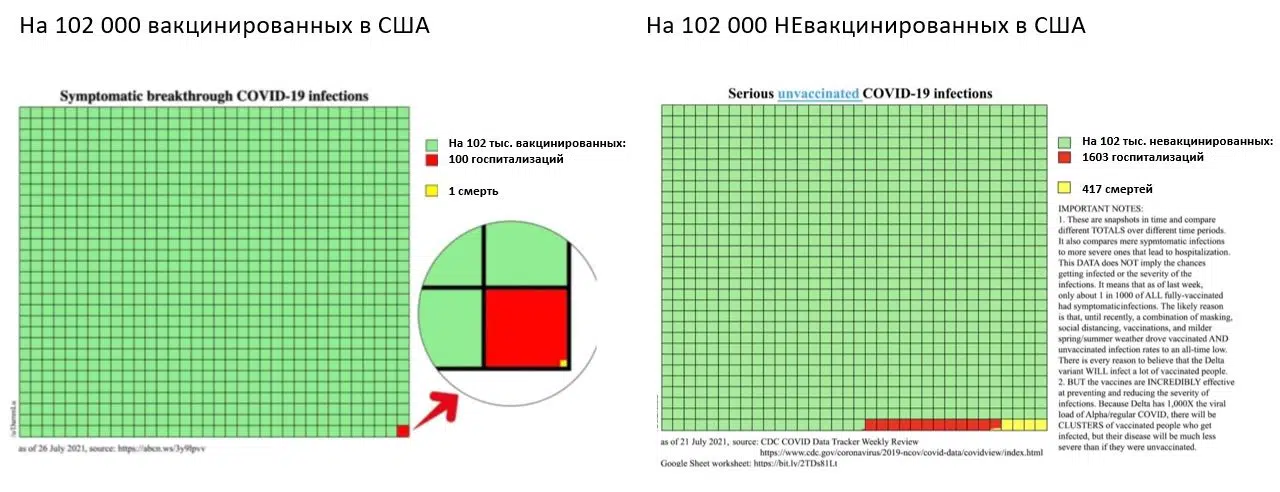 На 102 000 вакцинированных в США
Symptomatic breakthrough COVID-19 infections
На 102 тыс. вакцинированных:
100 госпитализаций
1 смерть
as of 26 July 2021, source: https://abcn.ws/3y9lpvv
На 102 000 НЕвакцинированных в США
Serious unvaccinated COVID-19 infections
На 102 тыс. невакцинированных:
1603 госпитализаций
417 смертей
IMPORTANT NOTES:
1. These are snapshots in time and compare
different TOTALS over different time periods.
It also compares mere sypmtomatic infections
to more severe ones that lead to hospitalization.
This DATA does NOT imply the chances
getting infected or the severity of the
infections. It means that as of last week,
only about 1 in 1000 of ALL fully-vaccinated
had symptomaticinfections. The likely reason
is that, until recently, a combination of masking,
social distancing, vaccinations, and milder
spring/summer weather drove vaccinated AND
unvaccinated infection rates to an all-time low.
There is every reason to believe that the Delta
variant WILL infect a lot of vaccinated people.
2. BUT the vaccines are INCREDIBLY effective
at preventing and reducing the severity of
infections. Because Delta has 1,000X the viral
load of Alpha/regular COVID, there will be
CLUSTERS of vaccinated people who get
infected, but their disease will be much less
severe than if they were unvaccinated.
as of 21 July 2021, source: CDC COVID Data Tracker Weekly Review
https://www.cdc.gov/coronavirus/2019-ncov/covid-data/covidview/index.html
Google Sheet worksheet: https://bit.ly/2TDs81Lt